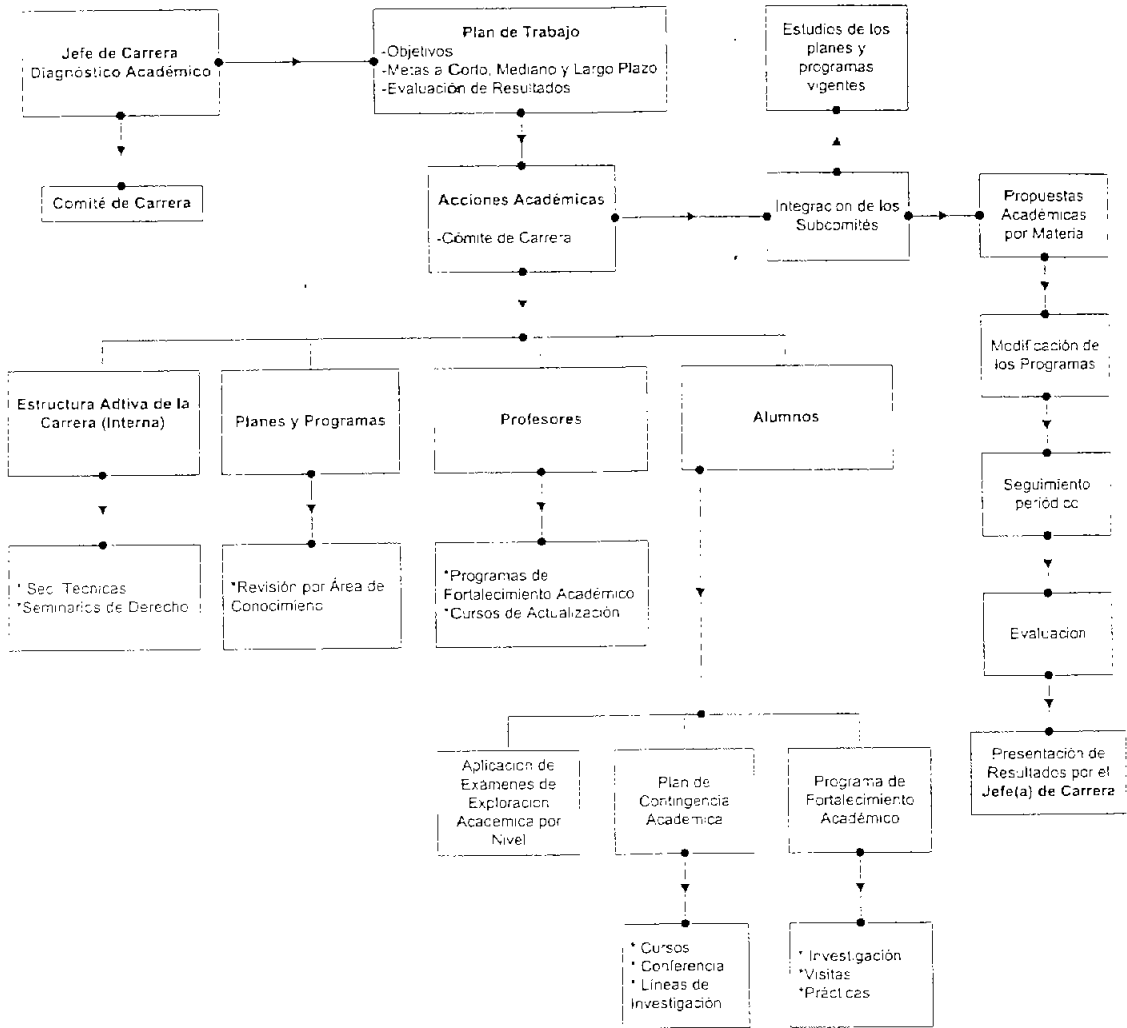 Jefe de Carrera
Diagnóstico Académico
Plan de Trabajo
-Objetivos
-Metas a Corto, Mediano y Largo Plazo
-Evaluación de Resultados
Estudios de los
planes y
programas
vigentes
Comité de Carrera
Acciones Académicas
-Cómite de Carrera
Integracion de los
Subcomités
Propuestas
Académicas
por Materia
Modificación de
los Programas
Estructura Adtiva de la
Carrera (Interna)
Planes y Programas
Profesores
Alumnos
Seguimiento
periódico
* Sec. Tecnicas
*Seminarios de Derecho
*Revisión por Área de
Conocimieno
*Programas de
Fortalecimiento Académico
*Cursos de Actualización
Evaluacion
Aplicacion de
Exámenes de
Exploracion
Academica por
Nivel
Plan de
Contingencia
Academica
Programa de
Fortalecimiento
Académico
Presentación de
Resultados por el
Jefe(a) de Carrera
* Cursos
* Conferencia
* Líneas de
Investigación
* Investigación
*Visitas
*Prácticas